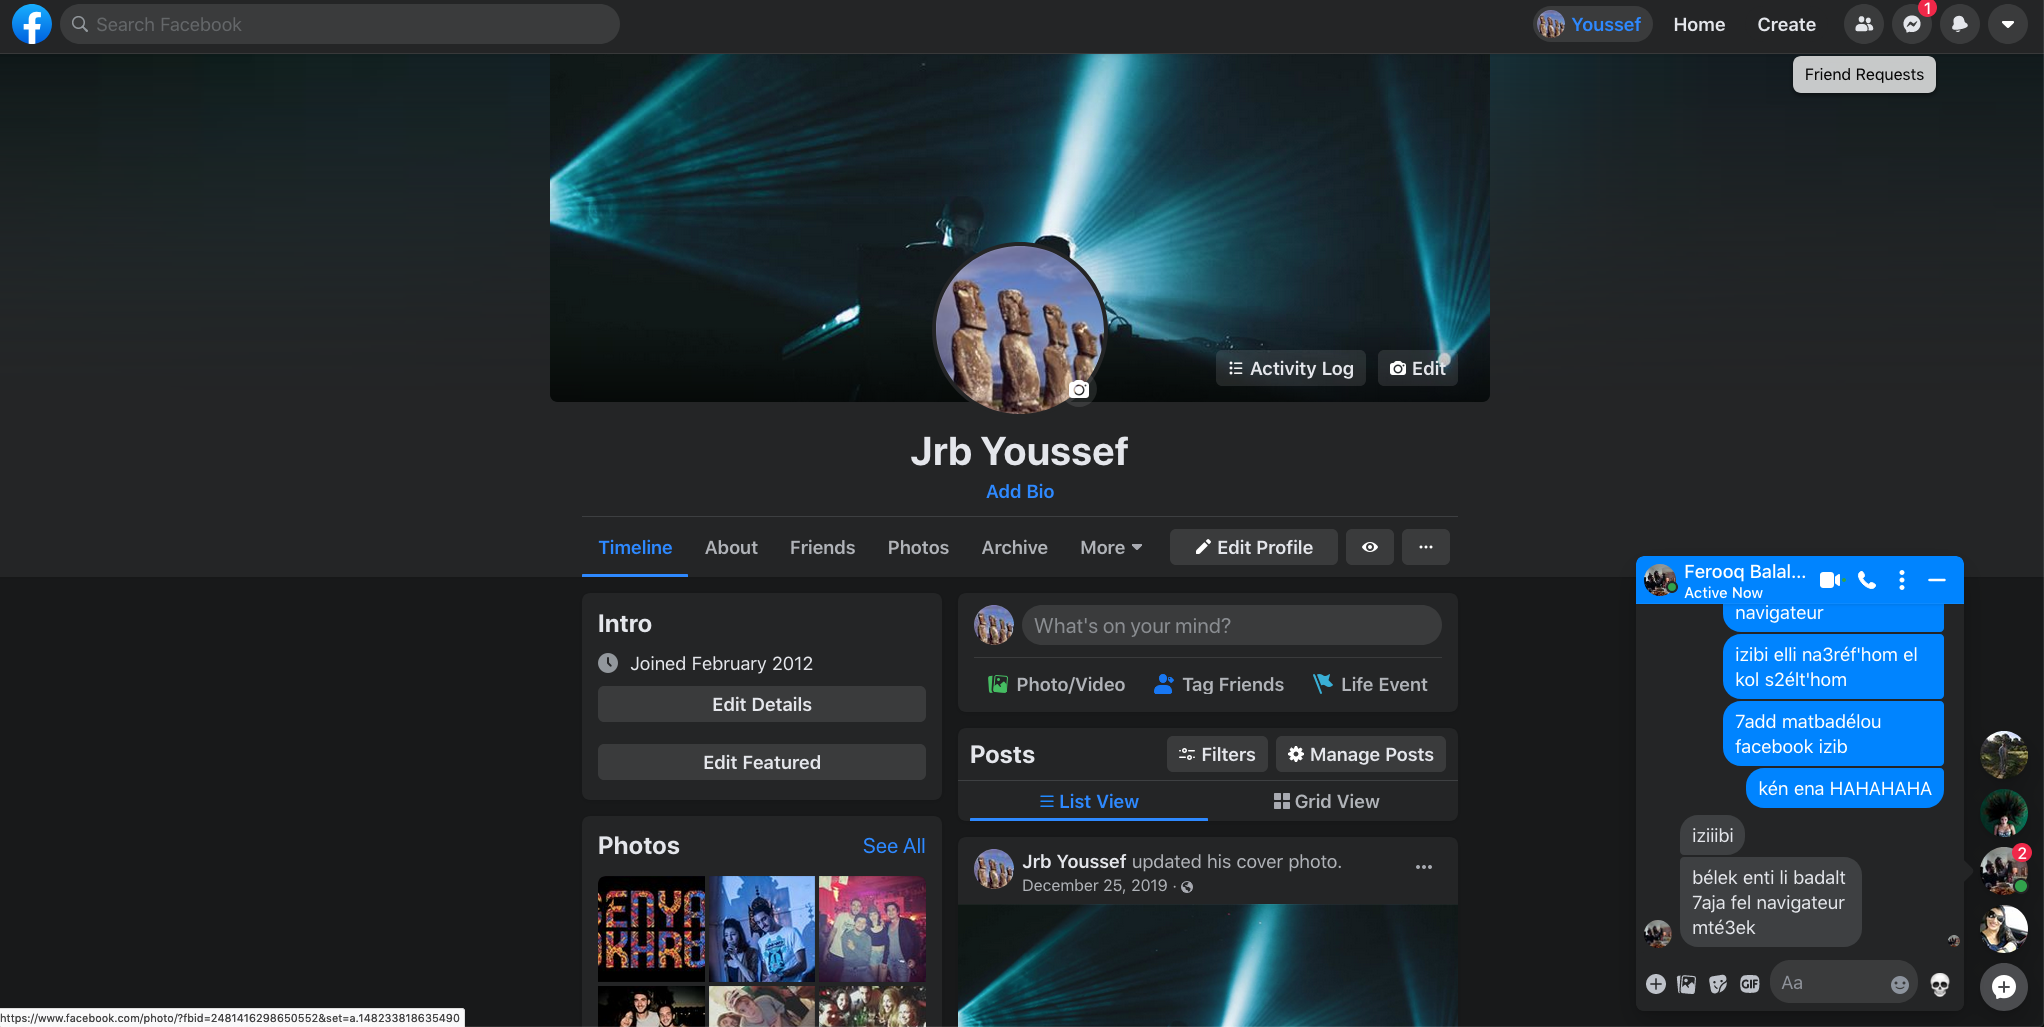 Search Facebook
Youssef
Home
Create
1
Friend Requests
Activity Log
Edit
Jrb Youssef
Add Bio
Timeline
About
Friends
Photos
Archive
More
Edit Profile
Intro
Joined February 2012
Edit Details
Edit Featured
Photos
See All
ENYA
What's on your mind?
Photo/Video
Tag Friends
Life Event
Posts
Filters
Manage Posts
List View
Grid View
Jrb Youssef updated his cover photo.
December 25, 2019 ·
Ferooq Balal...
Active Now
navigateur
izibi elli na3réf'hom el
kol s2élt'hom
7add matbadélou
facebook izib
kén ena HAHAHAHA
iziiibi
bélek enti li badalt
7aja fel navigateur
mté3ek
GIF
Aa
2
https://www.facebook.com/photo/?fbid=2481416298650552&set=a.148233818635490